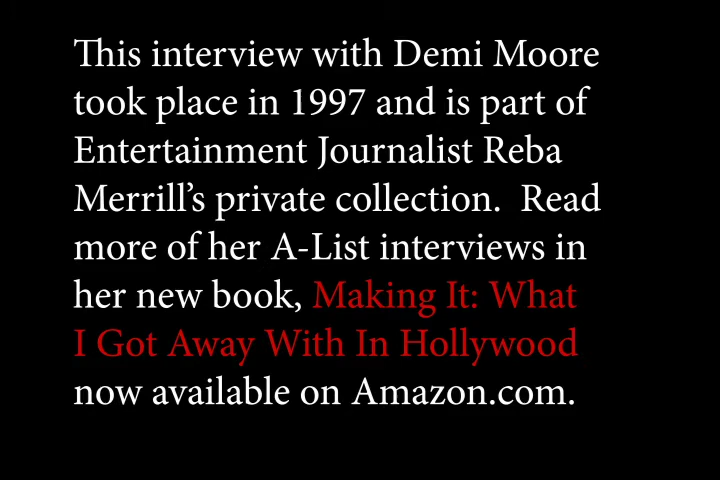 This interview with Demi Moore
took place in 1997 and is part of
Entertainment Journalist Reba
Merrill’s private collection.  Read
more of her A-List interviews in
her new book, Making It: What
I Got Away With In Hollywood
now available on Amazon.com.